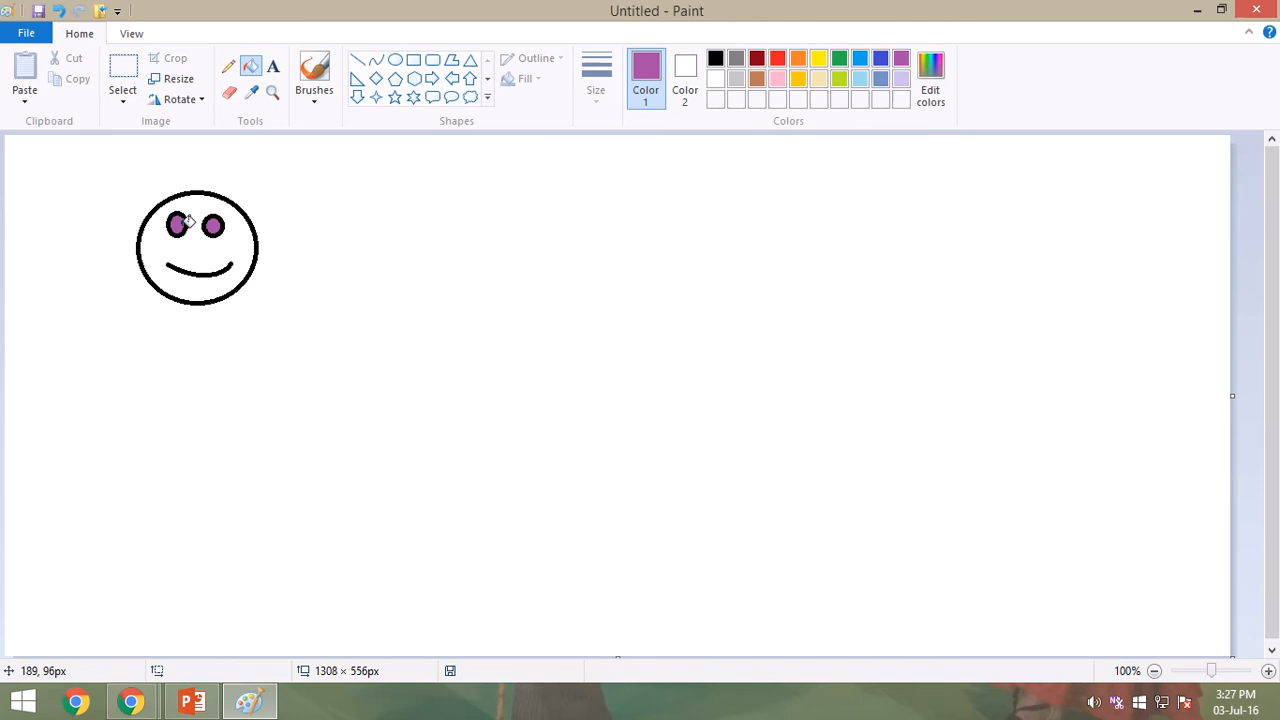 Untitled - Paint
File Home View
Paste
Cut
Copy
Clipboard
Select
Crop
Resize
Rotate
Image
A
Tools
Brushes
Outline
Fill
Shapes
Size
Color 1
Color 2
Edit colors
Colors
189, 96px
1308 × 556px
100%
3:27 PM
03-Jul-16